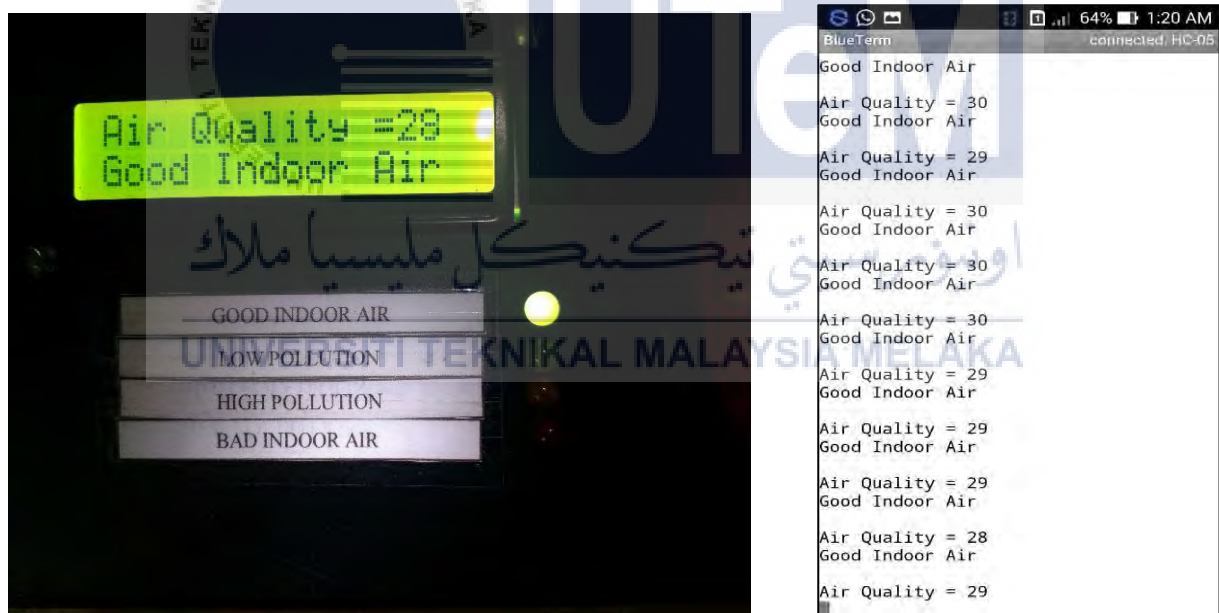 Air Quality =28
Good Indoor Air
GOOD INDOOR AIR
LOW POLLUTION
HIGH POLLUTION
BAD INDOOR AIR
TEK
KA
UTeM
اونيۏرسيتي تيكنيكل مليسيا ملاك
UNIVERSITI TEKNIKAL MALAYSIA MELAKA
64% 1:20 AM
BlueTerm connected: HC-05
Good Indoor Air
Air Quality = 30
Good Indoor Air
Air Quality = 29
Good Indoor Air
Air Quality = 30
Good Indoor Air
Air Quality = 30
Good Indoor Air
Air Quality = 30
Good Indoor Air
Air Quality = 29
Good Indoor Air
Air Quality = 29
Good Indoor Air
Air Quality = 29
Good Indoor Air
Air Quality = 28
Good Indoor Air
Air Quality = 29